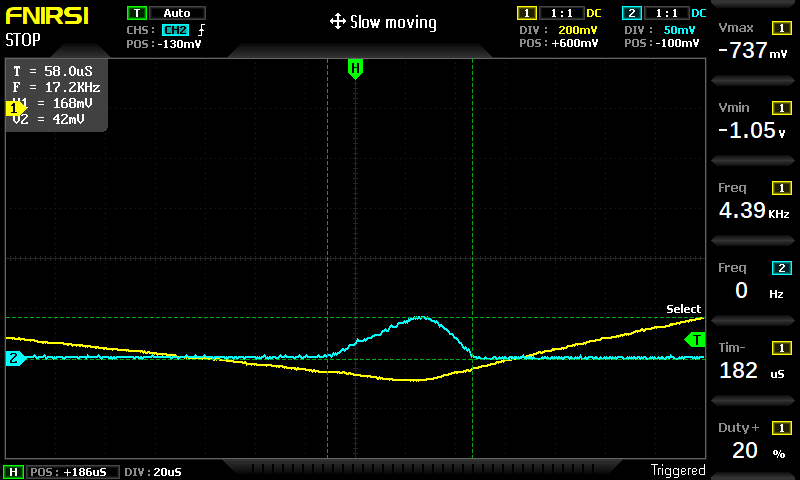 FNIRSI
STOP
T Auto
CHS: CH2
POS: -130mV
Slow moving
1 1:1 DC
DIV: 200mV
POS: +600mV
2 1:1 DC
DIV: 50mV
POS: -100mV
H
T = 58.0uS
F = 17.2KHz
V1 = 168mV
V2 = 42mV
1
2
Select
T
Vmax 1
-737 mV
Vmin 1
-1.05 V
Freq 1
4.39 KHz
Freq 2
0 Hz
Tim- 1
182 uS
Duty+ 1
20 %
H POS: +186uS DIV: 20uS
Triggered